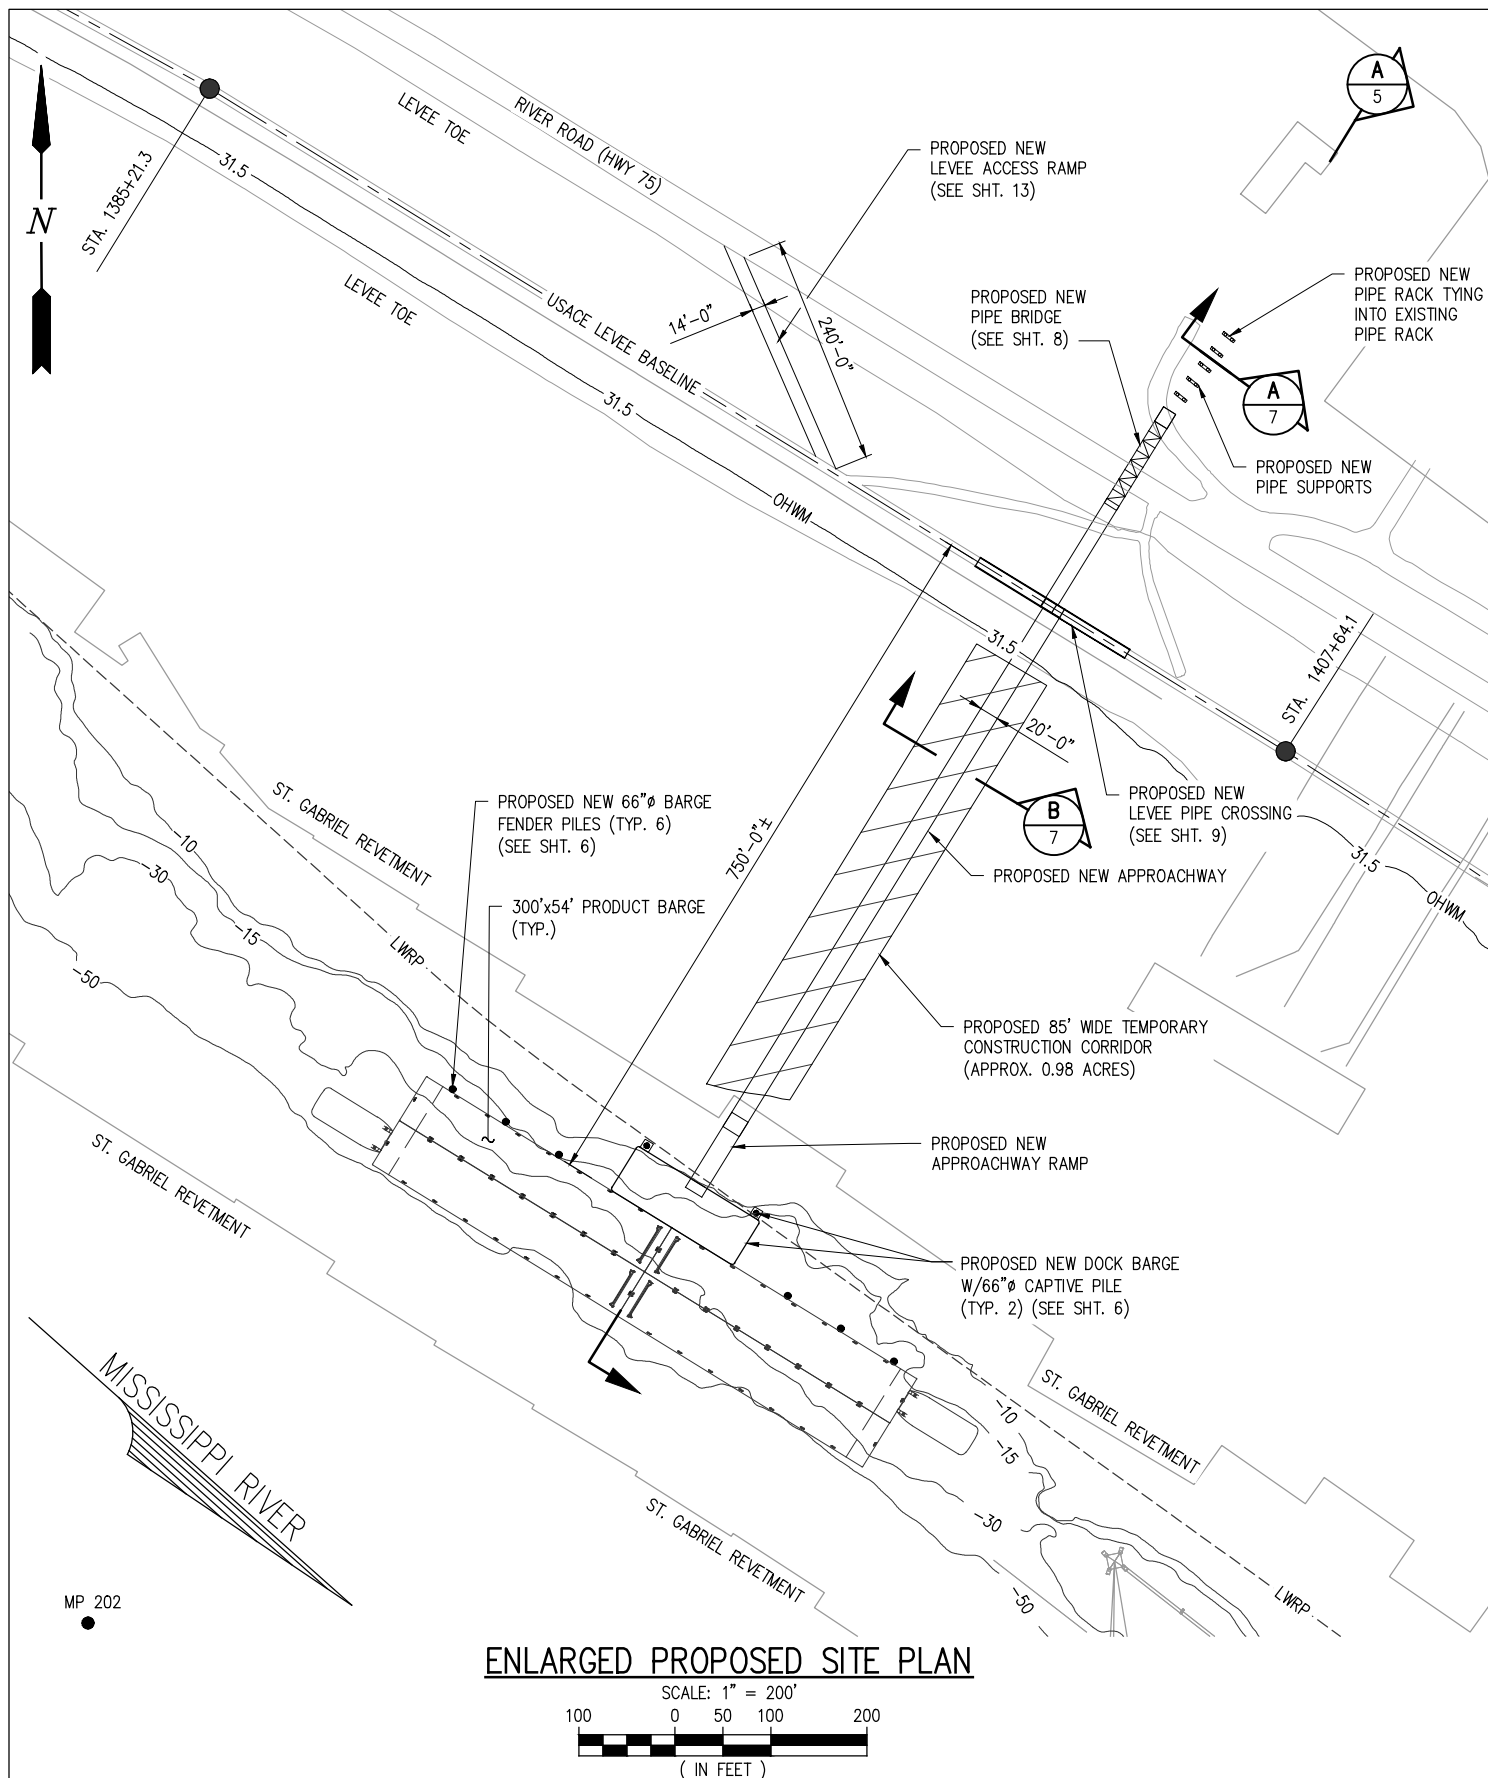 A
5
LEVEE TOE
RIVER ROAD (HWY 75)
PROPOSED NEW
LEVEE ACCESS RAMP
(SEE SHT. 13)
31.5
STA. 1385+21.3
N
LEVEE TOE
USACE LEVEE BASELINE
14'-0"
240'-0"
PROPOSED NEW
PIPE BRIDGE
(SEE SHT. 8)
PROPOSED NEW
PIPE RACK TYING
INTO EXISTING
PIPE RACK
A
7
31.5
PROPOSED NEW
PIPE SUPPORTS
OHWM
31.5
STA. 1407+64.1
20'-0"
750'-0"±
ST. GABRIEL REVETMENT
PROPOSED NEW 66"ø BARGE
FENDER PILES (TYP. 6)
(SEE SHT. 6)
B
7
PROPOSED NEW
LEVEE PIPE CROSSING
(SEE SHT. 9)
31.5
OHWM
PROPOSED NEW APPROACHWAY
-10
-30
-15
-50
300'x54' PRODUCT BARGE
(TYP.)
LWRP
PROPOSED 85' WIDE TEMPORARY
CONSTRUCTION CORRIDOR
(APPROX. 0.98 ACRES)
ST. GABRIEL REVETMENT
PROPOSED NEW
APPROACHWAY RAMP
PROPOSED NEW DOCK BARGE
W/66"ø CAPTIVE PILE
(TYP. 2) (SEE SHT. 6)
MISSISSIPPI RIVER
ST. GABRIEL REVETMENT
-10
-15
-30
-50
ST. GABRIEL REVETMENT
LWRP
MP 202
ENLARGED PROPOSED SITE PLAN
SCALE: 1" = 200'
100 0 50 100 200
( IN FEET )